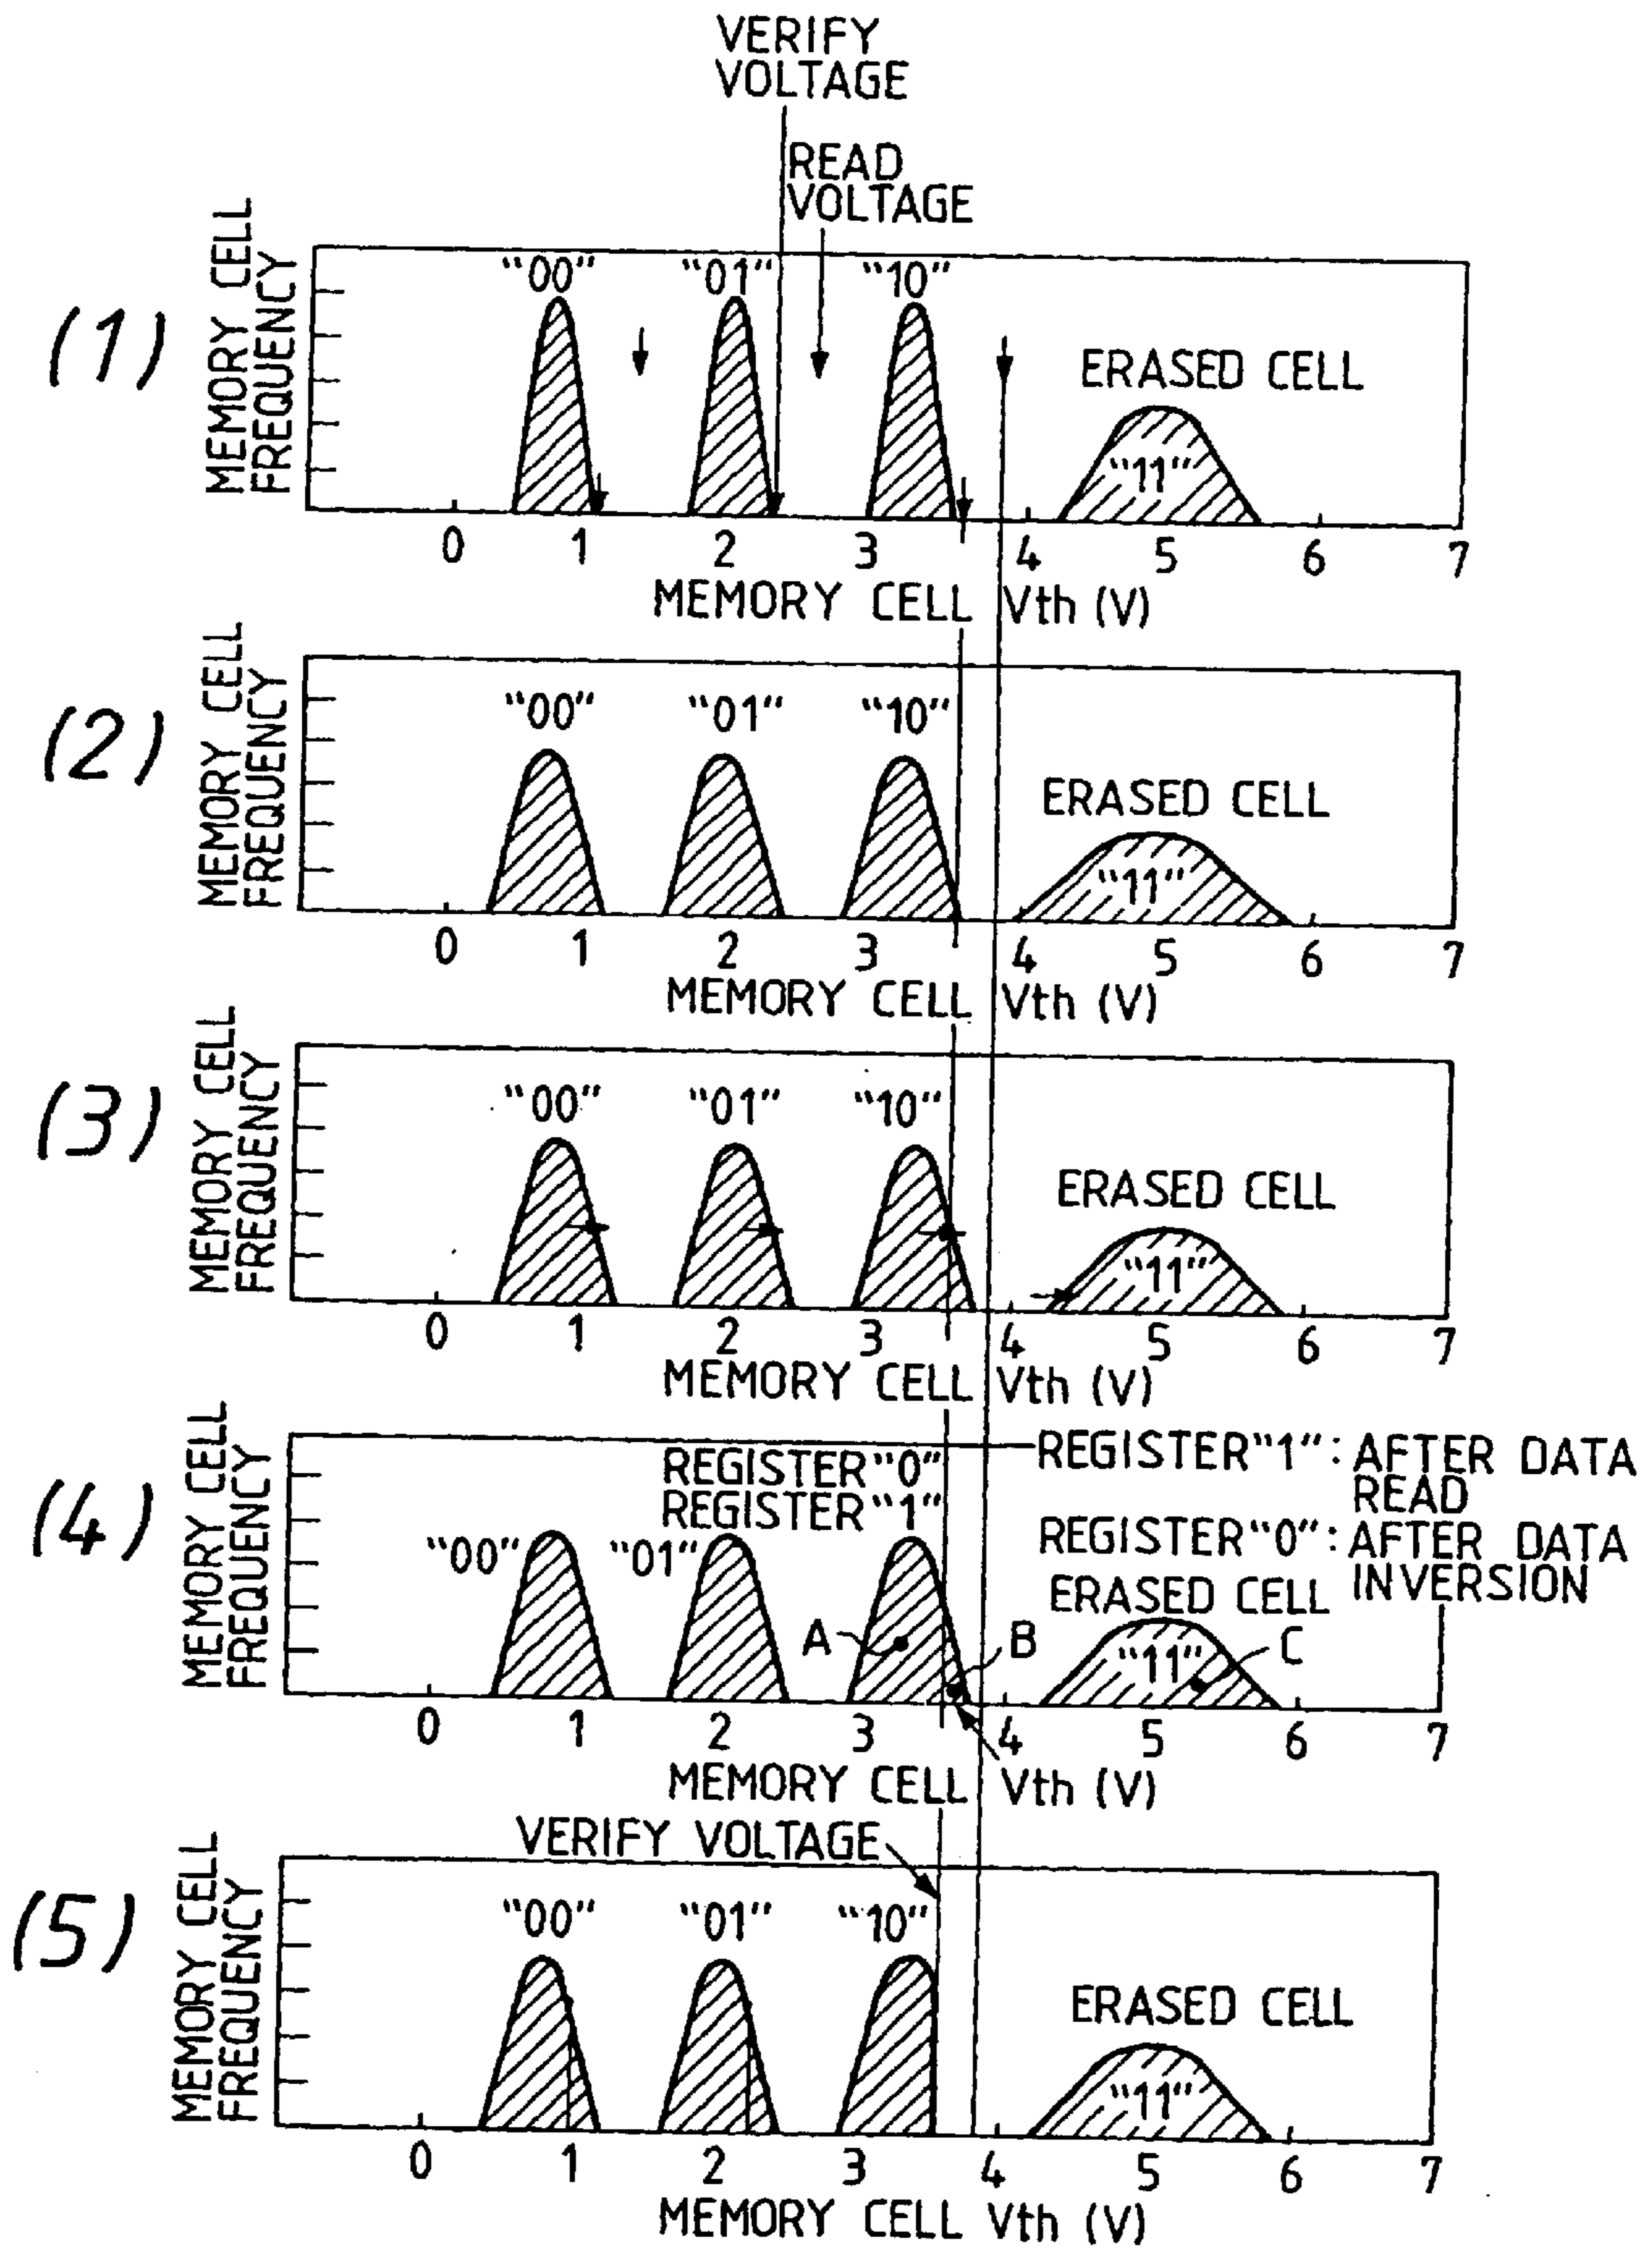 VERIFY
VOLTAGE
READ
VOLTAGE
(1)
MEMORY CELL
FREQUENCY
"00" "01" "10"
ERASED CELL
"11"
0 1 2 3 4 5 6 7
MEMORY CELL Vth (V)
(2)
MEMORY CELL
FREQUENCY
"00" "01" "10"
ERASED CELL
"11"
0 1 2 3 4 5 6 7
MEMORY CELL Vth (V)
(3)
MEMORY CELL
FREQUENCY
"00" "01" "10"
ERASED CELL
"11"
0 1 2 3 4 5 6 7
MEMORY CELL Vth (V)
(4)
MEMORY CELL
FREQUENCY
REGISTER "0"
REGISTER "1"
REGISTER "1" : AFTER DATA
READ
REGISTER "0" : AFTER DATA
INVERSION
"00" "01"
ERASED CELL
A B "11" C
0 1 2 3 4 5 6 7
MEMORY CELL Vth (V)
VERIFY VOLTAGE
(5)
MEMORY CELL
FREQUENCY
"00" "01" "10"
ERASED CELL
"11"
0 1 2 3 4 5 6 7
MEMORY CELL Vth (V)